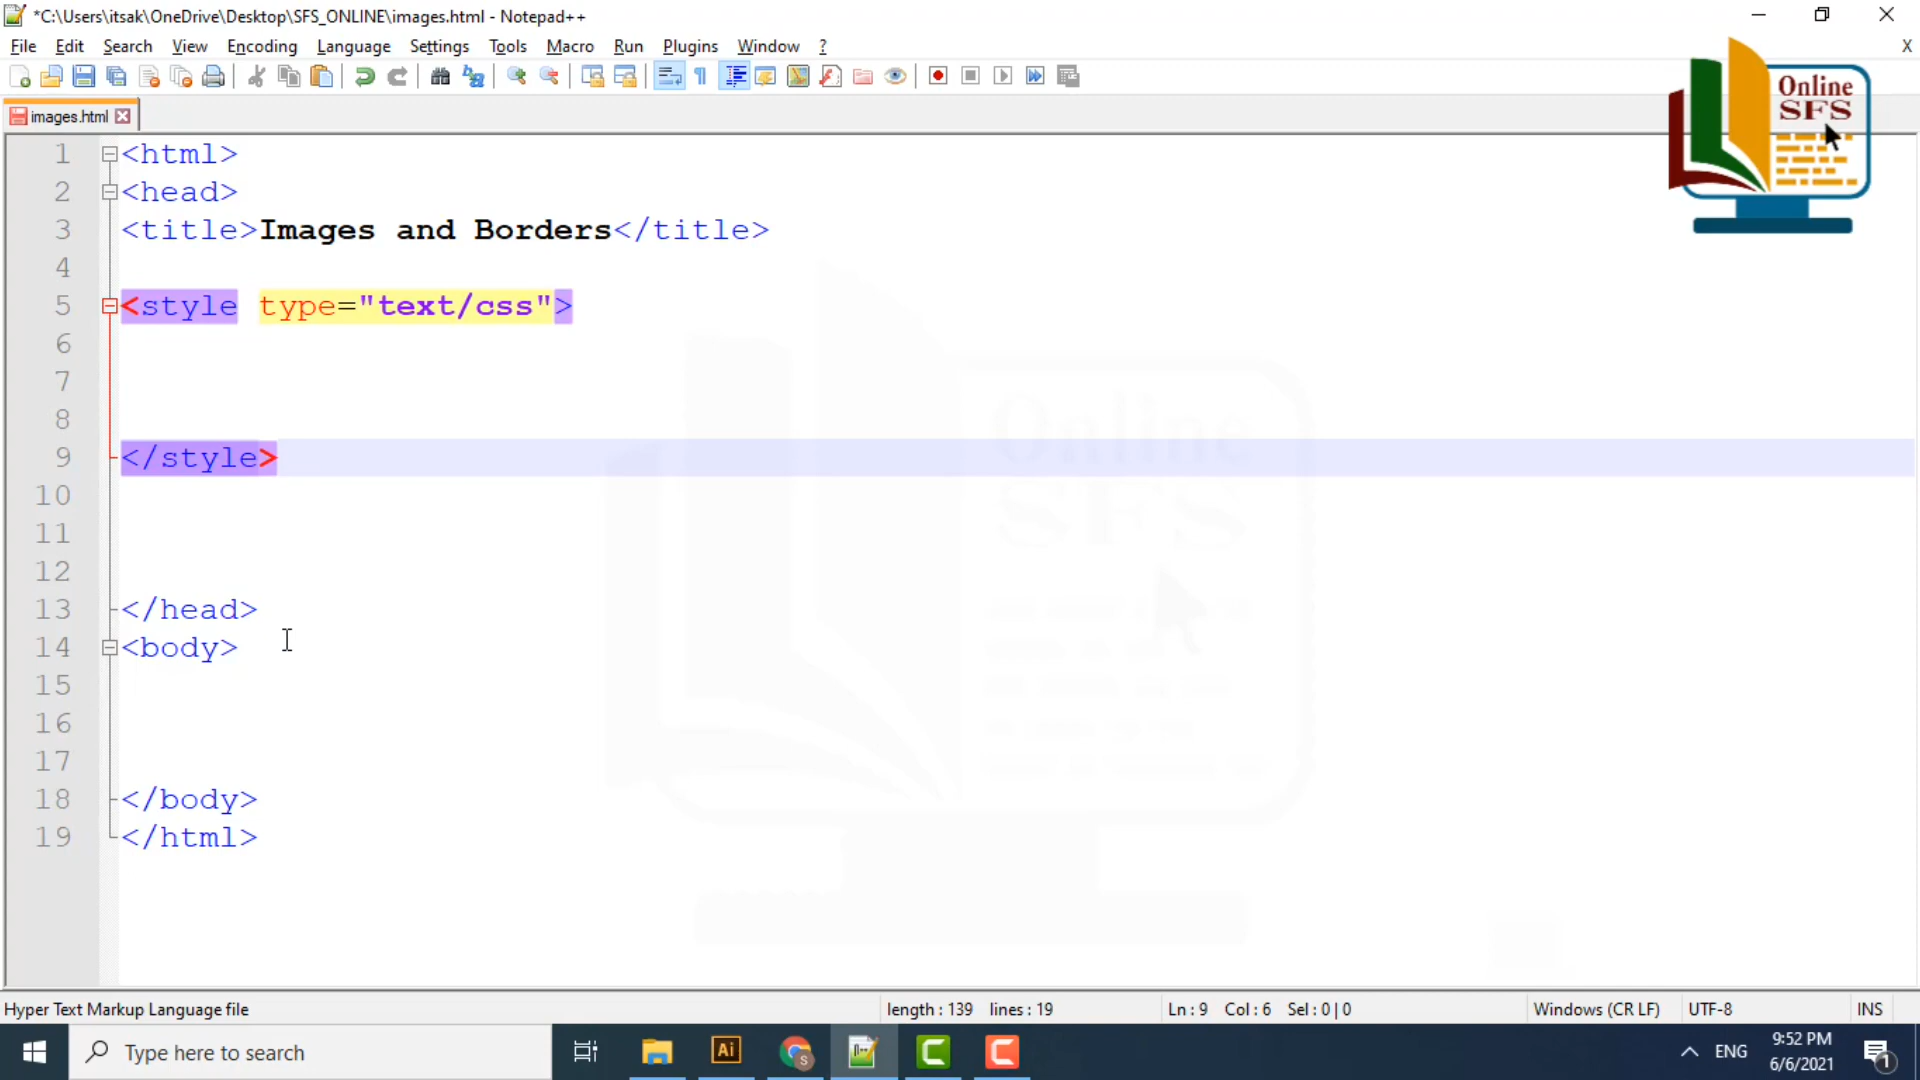 *C:\Users\itsak\OneDrive\Desktop\SFS_ONLINE\images.html - Notepad++
File Edit Search View Encoding Language Settings Tools Macro Run Plugins Window ? X
images.html
Online
SFS
1 <html>
2 <head>
3 <title>Images and Borders</title>
4
5 <style type="text/css">
6
7
8
9 </style>
10
11
12
13 </head>
14 <body>
15
16
17
18 </body>
19 </html>
Online
SFS
Hyper Text Markup Language file length : 139 lines : 19 Ln : 9 Col : 6 Sel : 0 | 0 Windows (CR LF) UTF-8 INS
Type here to search
Ai
S
ENG
9:52 PM
6/6/2021
1